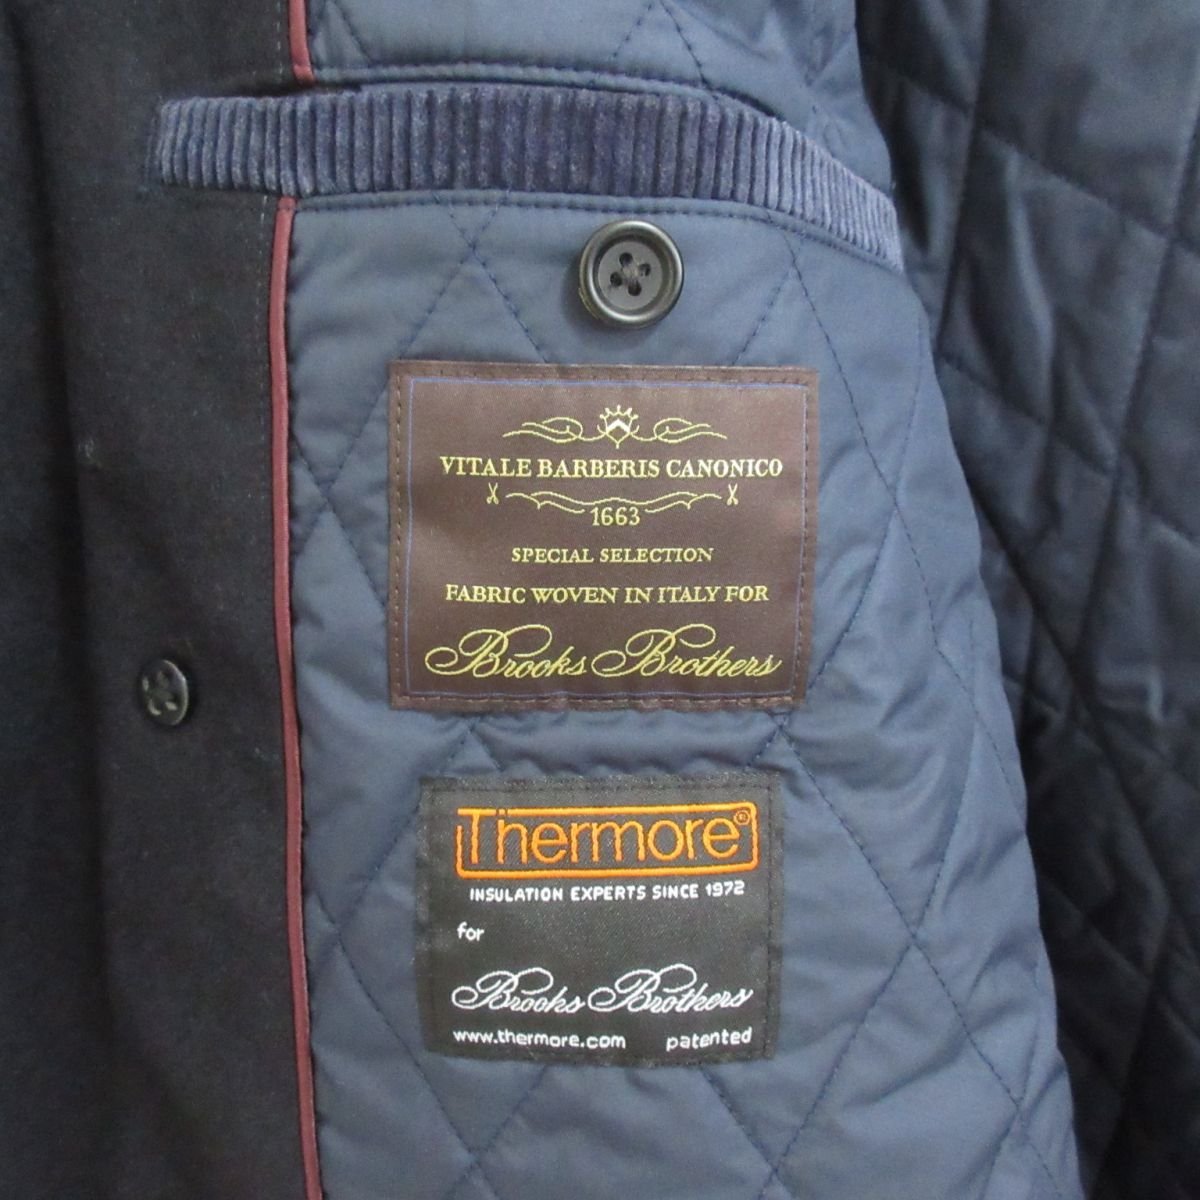 VITALE BARBERIS CANONICO
1663
SPECIAL SELECTION
FABRIC WOVEN IN ITALY FOR
Brooks Brothers
Thermore®
INSULATION EXPERTS SINCE 1972
for
Brooks Brothers
www.thermore.com patented